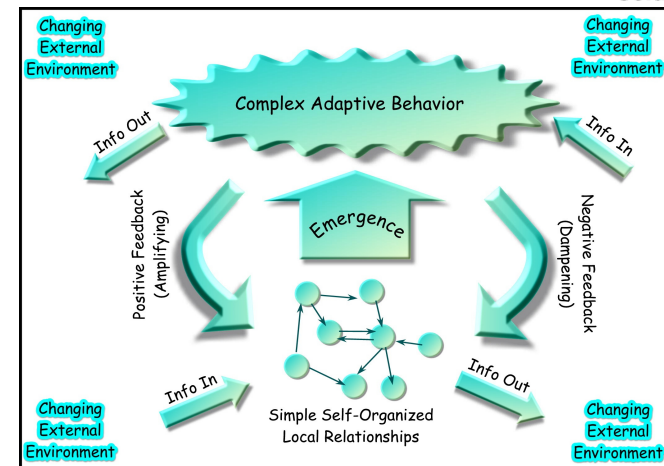 Changing
External
Environment
Changing
External
Environment
Complex Adaptive Behavior
Info Out
Info In
Positive Feedback
(Amplifying)
Emergence
Negative Feedback
(Dampening)
Info In
Info Out
Simple Self-Organized
Local Relationships
Changing
External
Environment
Changing
External
Environment